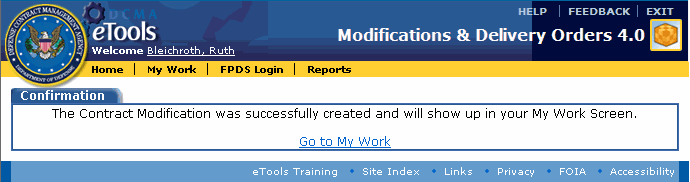 HELP | FEEDBACK | EXIT
DCMA
eTools
Modifications & Delivery Orders 4.0
Welcome Bleichroth, Ruth
DEFENSE CONTRACT MANAGEMENT AGENCY
DEPARTMENT OF DEFENSE
Home | My Work | FPDS Login | Reports
Confirmation
The Contract Modification was successfully created and will show up in your My Work Screen.
Go to My Work
eTools Training • Site Index • Links • Privacy • FOIA • Accessibility